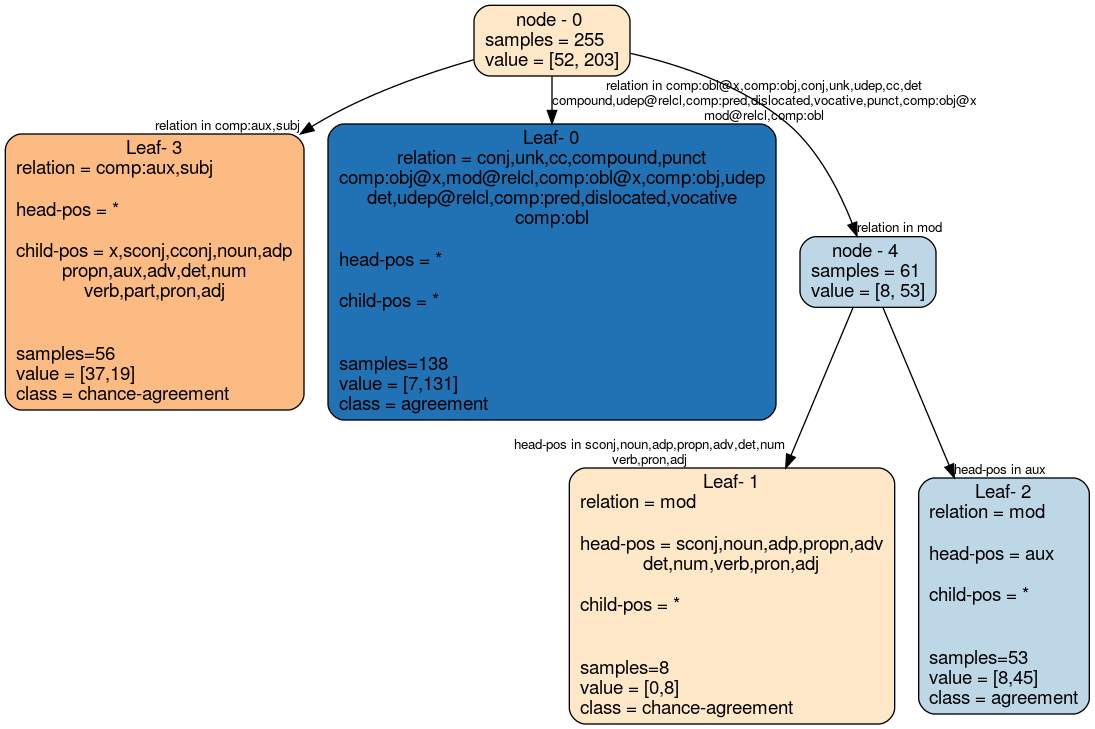 node - 0
samples = 255
value = [52, 203]
relation in comp:aux,subj
relation in comp:obl@x,comp:obj,conj,unk,udep,cc,det
compound,udep@relcl,comp:pred,dislocated,vocative,punct,comp:obj@x
mod@relcl,comp:obl
Leaf- 3
relation = comp:aux,subj
head-pos = *
child-pos = x,sconj,cconj,noun,adp
propn,aux,adv,det,num
verb,part,pron,adj
samples=56
value = [37,19]
class = chance-agreement
Leaf- 0
relation = conj,unk,cc,compound,punct
comp:obj@x,mod@relcl,comp:obl@x,comp:obj,udep
det,udep@relcl,comp:pred,dislocated,vocative
comp:obl
head-pos = *
child-pos = *
samples=138
value = [7,131]
class = agreement
relation in mod
node - 4
samples = 61
value = [8, 53]
head-pos in sconj,noun,adp,propn,adv,det,num
verb,pron,adj
head-pos in aux
Leaf- 1
relation = mod
head-pos = sconj,noun,adp,propn,adv
det,num,verb,pron,adj
child-pos = *
samples=8
value = [0,8]
class = chance-agreement
Leaf- 2
relation = mod
head-pos = aux
child-pos = *
samples=53
value = [8,45]
class = agreement